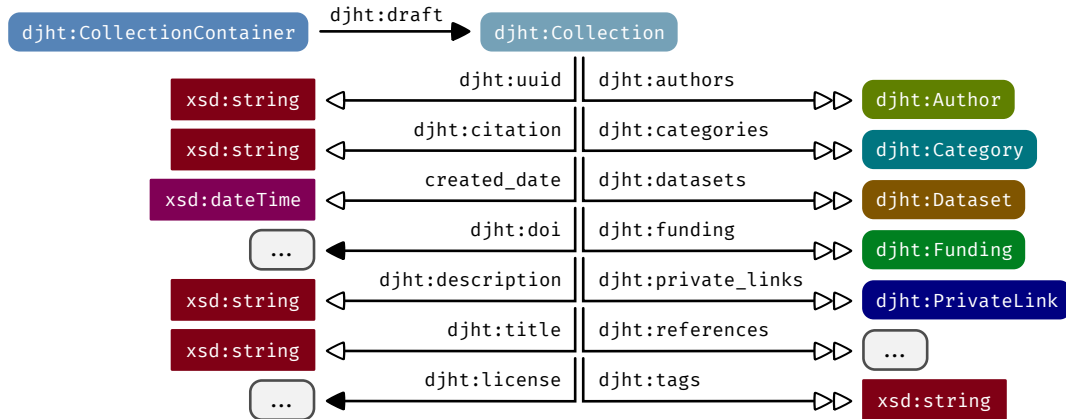 djht:draft
djht:CollectionContainer djht:Collection
djht:uuid djht:authors
xsd:string djht:Author
djht:citation djht:categories
xsd:string djht:Category
created_date djht:datasets
xsd:dateTime djht:Dataset
djht:doi djht:funding
... djht:Funding
djht:description djht:private_links
xsd:string djht:PrivateLink
djht:title djht:references
xsd:string ...
djht:license djht:tags
... xsd:string